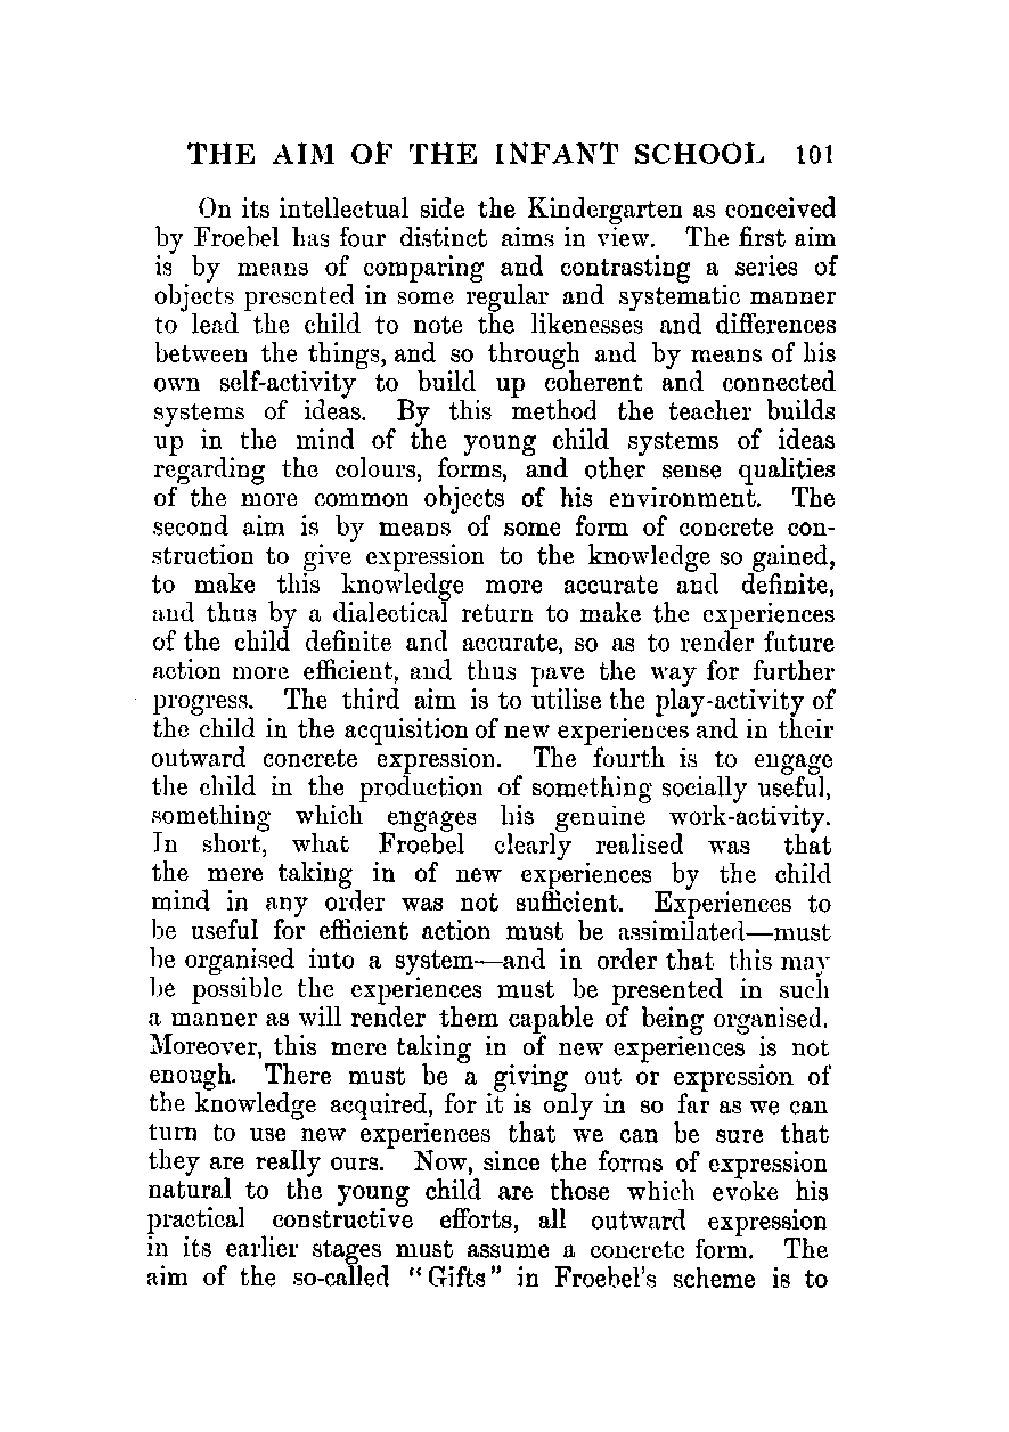 THE AIM OF THE INFANT SCHOOL 101
On its intellectual side the Kindergarten as conceived
by Froebel has four distinct aims in view. The first aim
is by means of comparing and contrasting a series of
objects presented in some regular and systematic manner
to lead the child to note the likenesses and differences
between the things, and so through and by means of his
own self-activity to build up coherent and connected
systems of ideas. By this method the teacher builds
up in the mind of the young child systems of ideas
regarding the colours, forms, and other sense qualities
of the more common objects of his environment. The
second aim is by means of some form of concrete con-
struction to give expression to the knowledge so gained,
to make this knowledge more accurate and definite,
and thus by a dialectical return to make the experiences
of the child definite and accurate, so as to render future
action more efficient, and thus pave the way for further
progress. The third aim is to utilise the play-activity of
the child in the acquisition of new experiences and in their
outward concrete expression. The fourth is to engage
the child in the production of something socially useful,
something which engages his genuine work-activity.
In short, what Froebel clearly realised was that
the mere taking in of new experiences by the child
mind in any order was not sufficient. Experiences to
be useful for efficient action must be assimilated—must
be organised into a system—and in order that this may
be possible the experiences must be presented in such
a manner as will render them capable of being organised.
Moreover, this mere taking in of new experiences is not
enough. There must be a giving out or expression of
the knowledge acquired, for it is only in so far as we can
turn to use new experiences that we can be sure that
they are really ours. Now, since the forms of expression
natural to the young child are those which evoke his
practical constructive efforts, all outward expression
in its earlier stages must assume a concrete form. The
aim of the so-called "Gifts" in Froebel's scheme is to